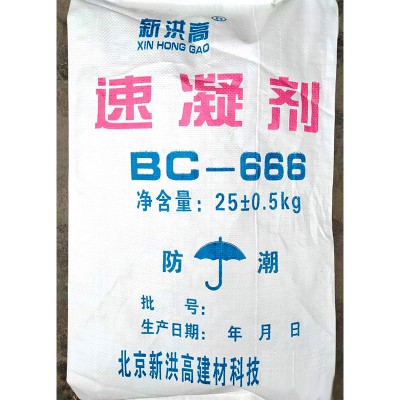 新洪高®
XIN HONG GAO
速凝剂
BC-666
净含量：25±0.5kg
防潮
批 号：
生产日期： 年 月 日
北京新洪高建材科技